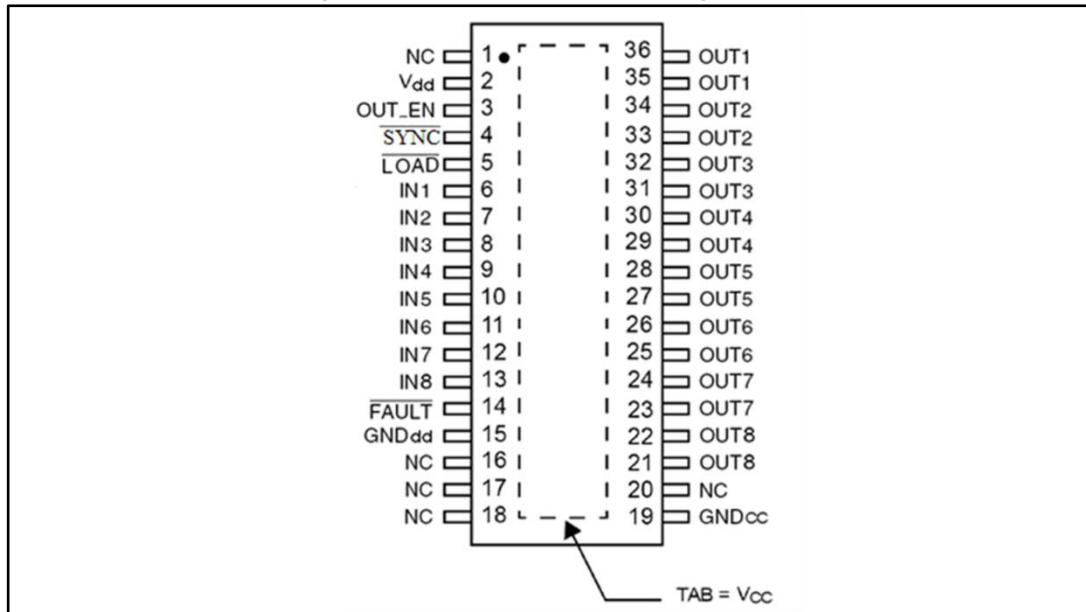 NC 1 36 OUT1
Vdd 2 35 OUT1
OUT_EN 3 34 OUT2
SYNC 4 33 OUT2
LOAD 5 32 OUT3
IN1 6 31 OUT3
IN2 7 30 OUT4
IN3 8 29 OUT4
IN4 9 28 OUT5
IN5 10 27 OUT5
IN6 11 26 OUT6
IN7 12 25 OUT6
IN8 13 24 OUT7
FAULT 14 23 OUT7
GNDdd 15 22 OUT8
NC 16 21 OUT8
NC 17 20 NC
NC 18 19 GNDcc
TAB = Vcc